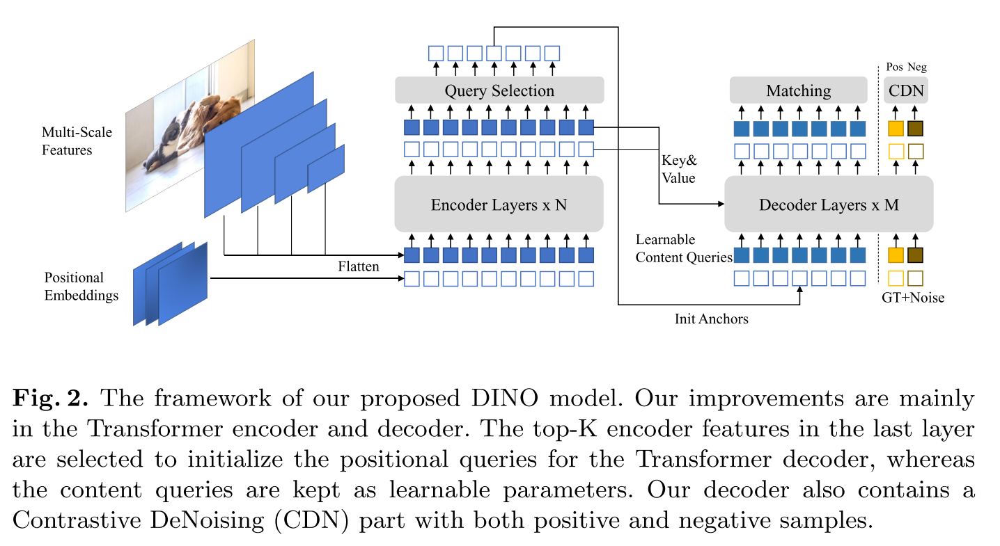 Multi-Scale
Features
Positional
Embeddings
Flatten
Query Selection
Encoder Layers x N
Key&
Value
Learnable
Content Queries
Init Anchors
Matching
Pos Neg
CDN
Decoder Layers x M
GT+Noise
Fig. 2. The framework of our proposed DINO model. Our improvements are mainly
in the Transformer encoder and decoder. The top-K encoder features in the last layer
are selected to initialize the positional queries for the Transformer decoder, whereas
the content queries are kept as learnable parameters. Our decoder also contains a
Contrastive DeNoising (CDN) part with both positive and negative samples.